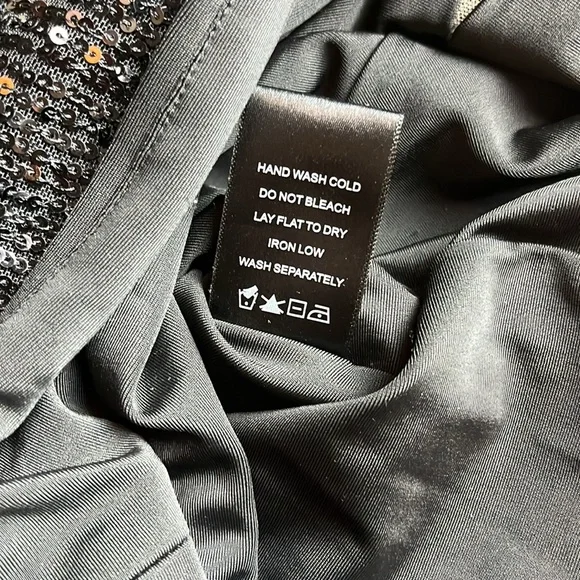 HAND WASH COLD
DO NOT BLEACH
LAY FLAT TO DRY
IRON LOW
WASH SEPARATELY